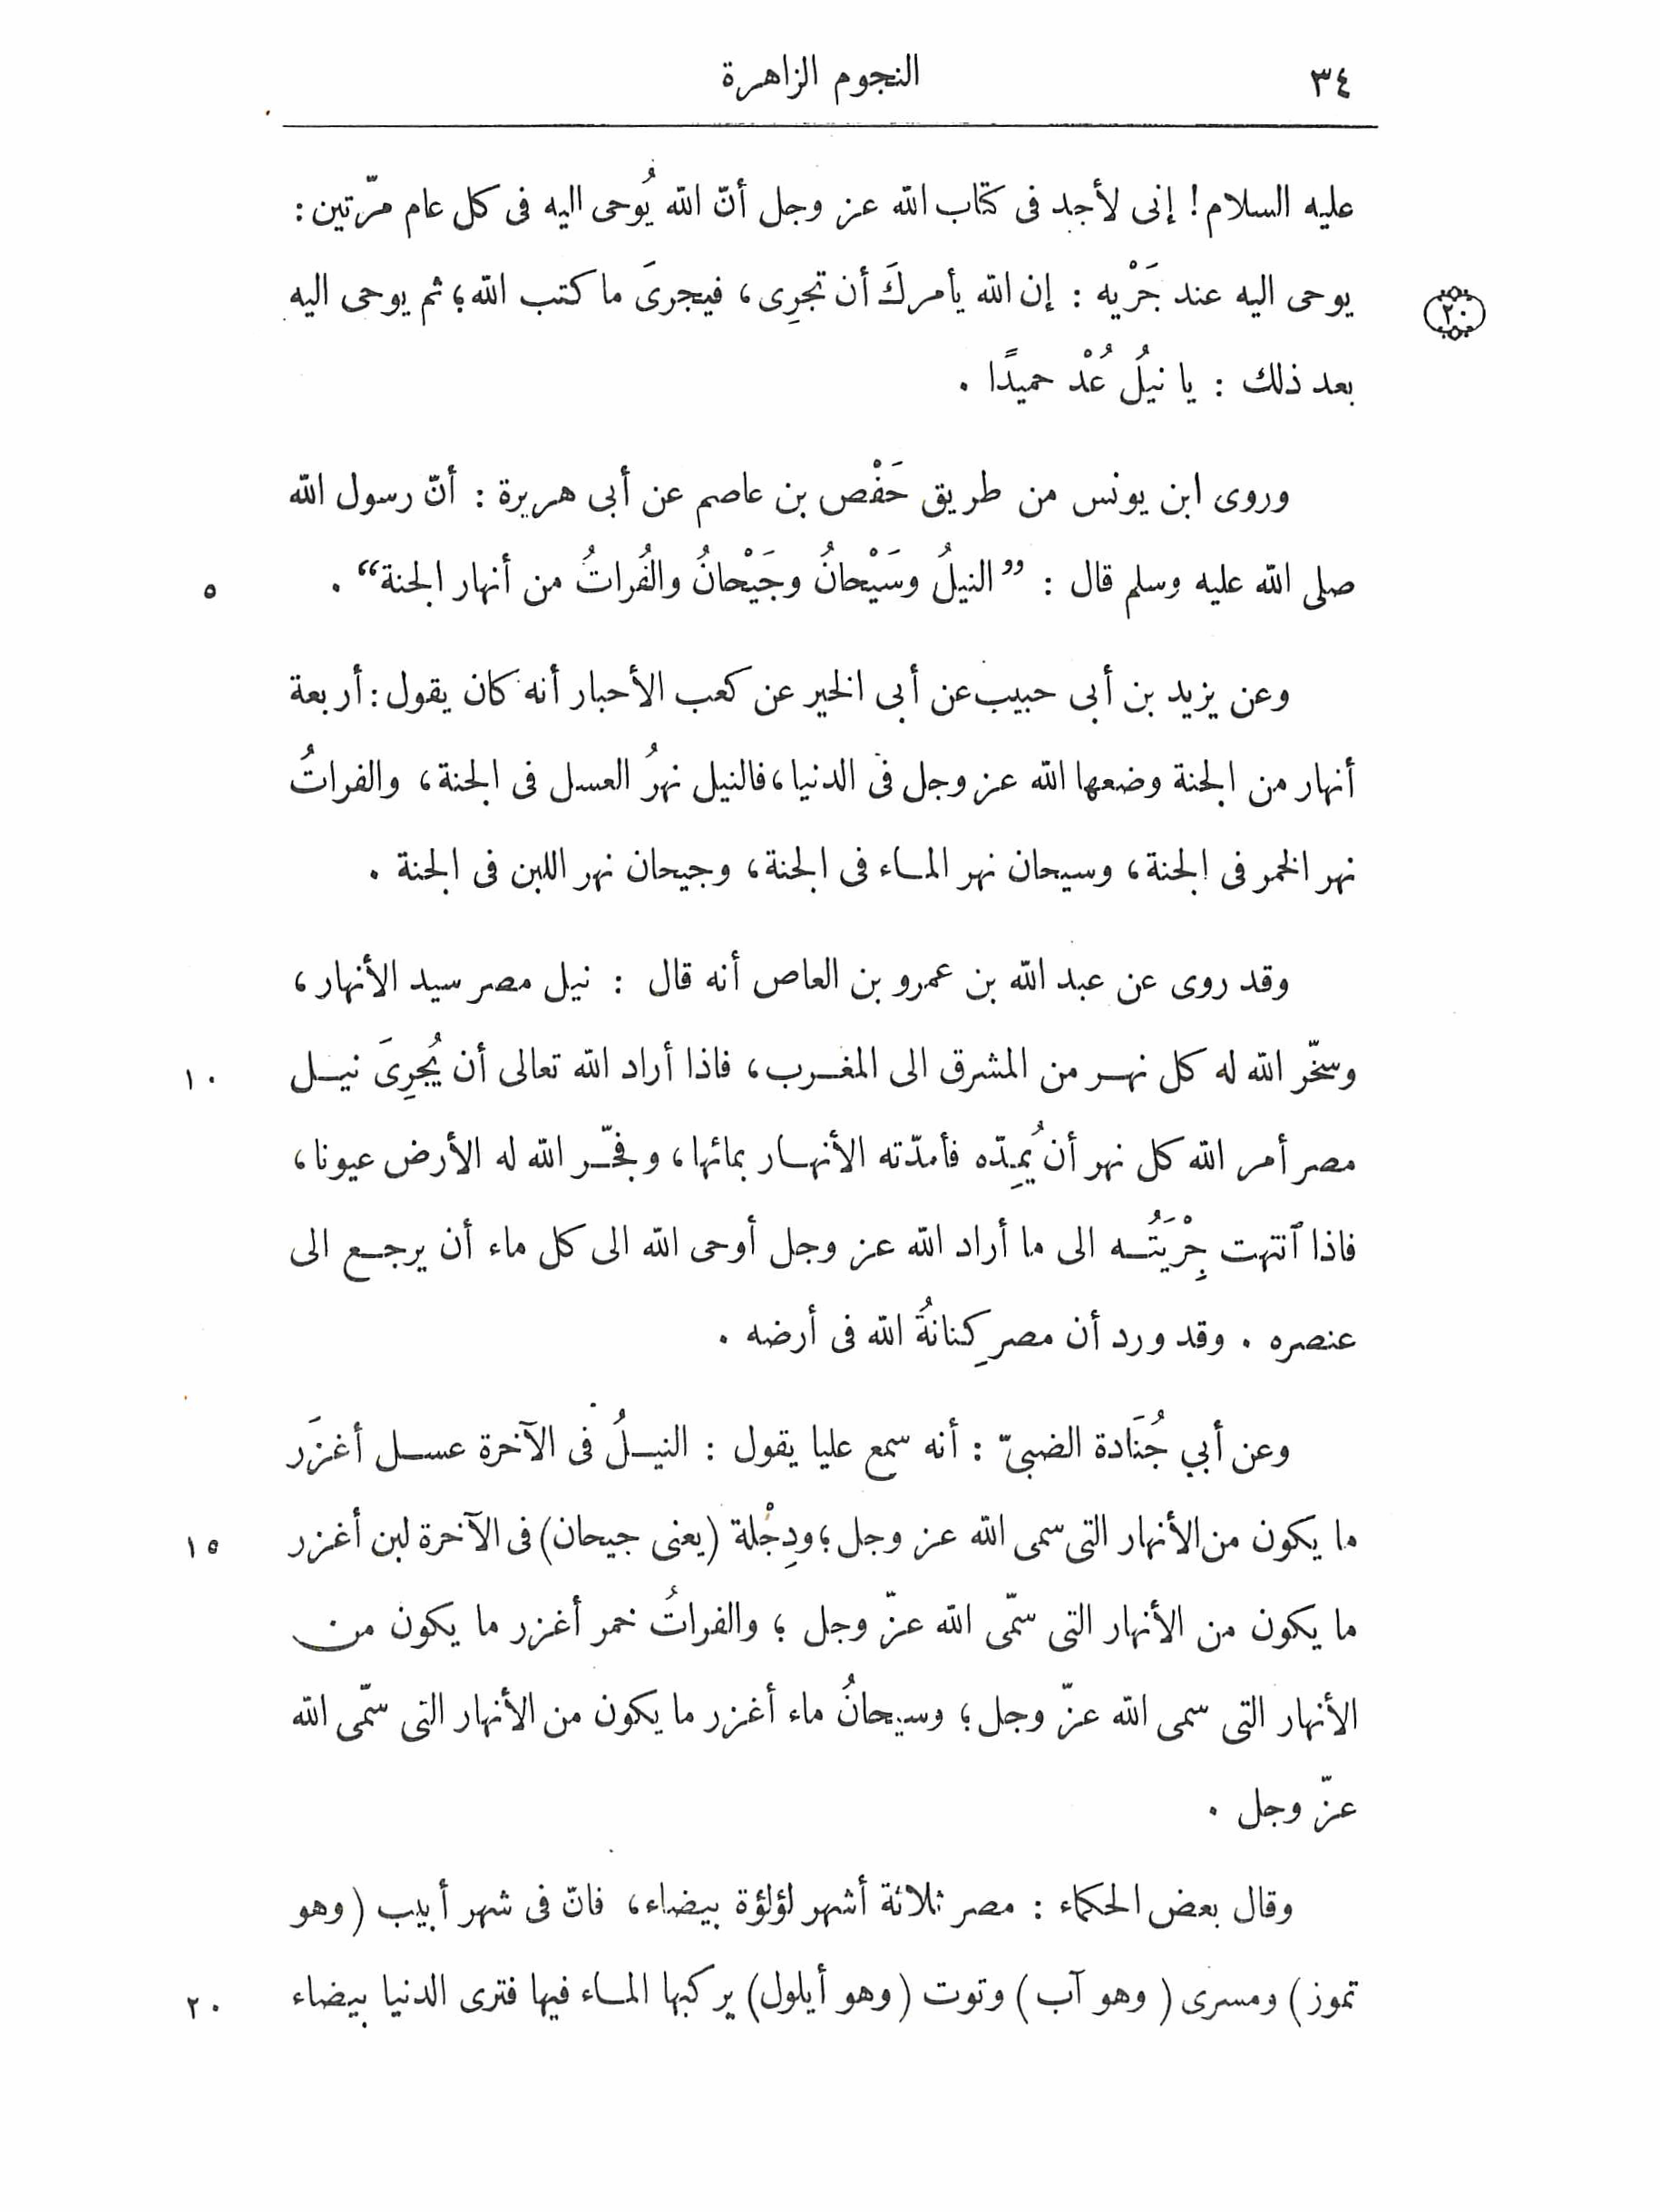 ٣٤
النجوم الزاهرة
عليه السلام! إنى لأجد فى كتاب الله عز وجل أنّ الله يُوحى اليه فى كل عام مرّتين :
يوحى اليه عند جَرْيه : إن الله يأمركَ أن تجرِى، فيجرىَ ما كتب الله؛ ثم يوحى اليه
٢٠
بعد ذلك : يا نيلُ عُدْ حميدًا .
وروى ابن يونس من طريق حَفْص بن عاصم عن أبى هريرة : أنّ رسول الله
صلى الله عليه وسلم قال : ”النيلُ وسَيْحانُ وجَيْحانُ والفُراتُ من أنهار الجنة“ .
٥
وعن يزيد بن أبى حبيب عن أبى الخير عن كعب الأحبار أنه كان يقول : أربعة
أنهار من الجنة وضعها الله عز وجل فى الدنيا، فالنيل نهرُ العسل فى الجنة، والفراتُ
نهر الخمر فى الجنة، وسيحان نهر الماء فى الجنة، وجيحان نهر اللبن فى الجنة .
وقد روى عن عبد الله بن عمرو بن العاص أنه قال : نيل مصر سيد الأنهار،
وسخّر الله له كل نهر من المشرق الى المغرب، فاذا أراد الله تعالى أن يُجرِىَ نيل
١٠
مصر أمر الله كل نهر أن يُمِدّه فأمدّته الأنهار بمائها، وفجّر الله له الأرض عيونا،
فاذا ٱنتهت جِرْيَتُه الى ما أراد الله عز وجل أوحى الله الى كل ماء أن يرجع الى
عنصره . وقد ورد أن مصر كِنانةُ الله فى أرضه .
وعن أبي جُنَادة الضبىّ : أنه سمع عليا يقول : النيلُ فى الآخرة عسل أغزَر
ما يكون من الأنهار التى سمى الله عز وجل؛ ودِجْلة (يعنى جيحان) فى الآخرة لبن أغزر
١٥
ما يكون من الأنهار التى سمّى الله عزّ وجل ؛ والفراتُ خمر أغزر ما يكون من
الأنهار التى سمى الله عزّ وجل؛ وسيحانُ ماء أغزر ما يكون من الأنهار التى سمّى الله
عزّ وجل .
وقال بعض الحكماء : مصر ثلاثة أشهر لؤلؤة بيضاء، فانّ فى شهر أبيب (وهو
تموز) ومسرى (وهو آب) وتوت (وهو أيلول) يركبها الماء فيها فترى الدنيا بيضاء
٢٠